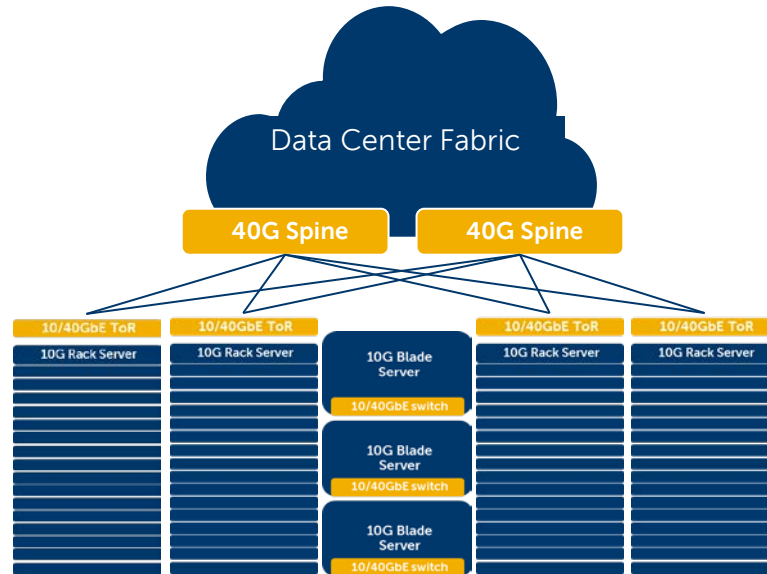 Data Center Fabric
40G Spine 40G Spine
10/40GbE ToR 10/40GbE ToR 10/40GbE ToR 10/40GbE ToR
10G Rack Server 10G Rack Server 10G Rack Server 10G Rack Server
10G Blade
Server
10/40GbE switch
10G Blade
Server
10/40GbE switch
10G Blade
Server
10/40GbE switch